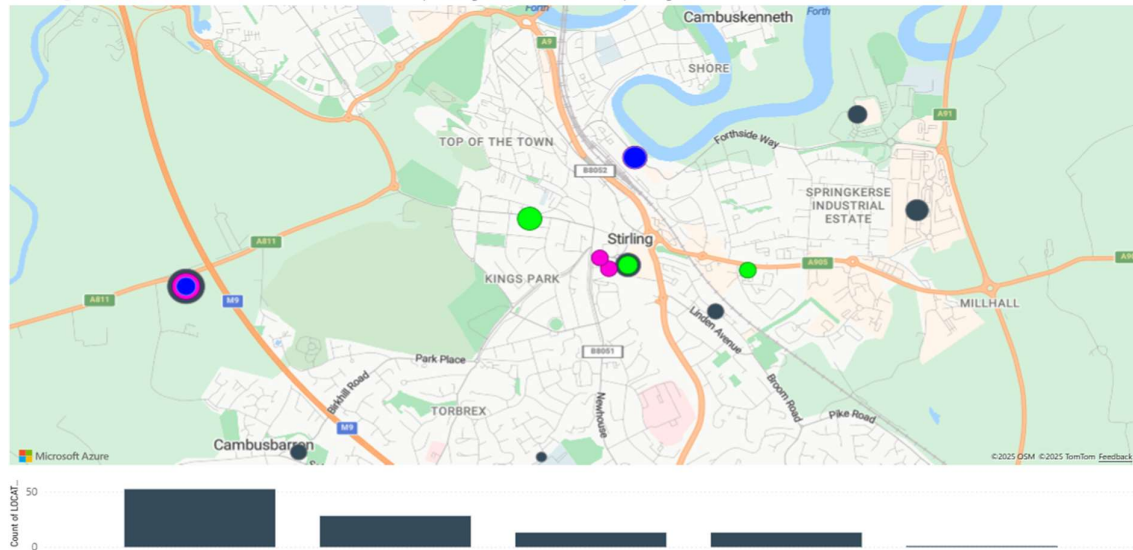 Forth
Cambuskenneth
Forth
A9
SHORE
A91
Forthside Way
TOP OF THE TOWN
B8052
SPRINGKERSE
INDUSTRIAL
ESTATE
Stirling
A811
A905
KINGS PARK
A811
M9
MILLHALL
Linden Avenue
B8051
Park Place
Birkhill Road
Broom Road
Newhouse
Pike Road
TORBREX
M9
Cambusbarron
Microsoft Azure
©2025 OSM ©2025 TomTom Feedback
Count of LOCAT...
50
0